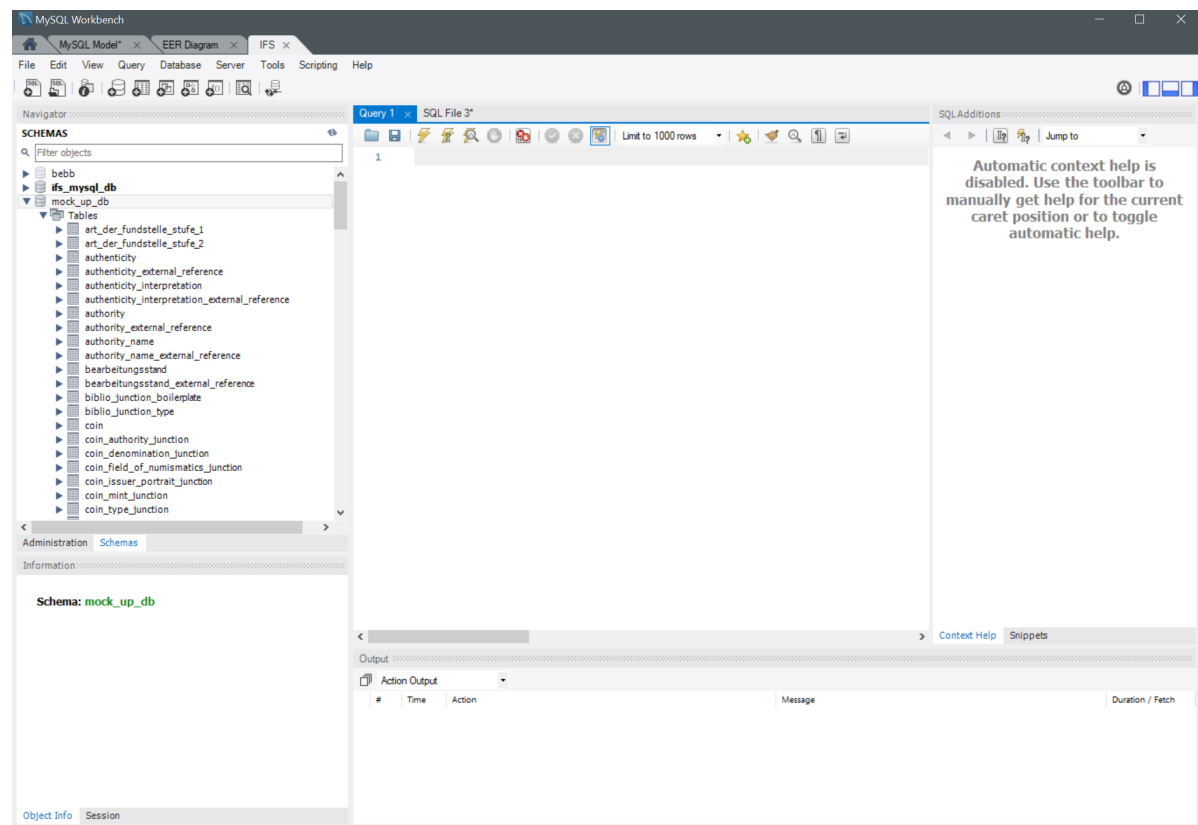 MySQL Workbench
MySQL Model* × EER Diagram × IFS ×
File Edit View Query Database Server Tools Scripting Help
Navigator
SCHEMAS
Filter objects
bebb
ifs_mysql_db
mock_up_db
Tables
art_der_fundstelle_stufe_1
art_der_fundstelle_stufe_2
authenticity
authenticity_external_reference
authenticity_interpretation
authenticity_interpretation_external_reference
authority
authority_external_reference
authority_name
authority_name_external_reference
bearbeitungsstand
bearbeitungsstand_external_reference
biblio_junction_boilerplate
biblio_junction_type
coin
coin_authority_junction
coin_denomination_junction
coin_field_of_numismatics_junction
coin_issuer_portrait_junction
coin_mint_junction
coin_type_junction
Administration Schemas
Information
Schema: mock_up_db
Object Info Session
Query 1 × SQL File 3*
Limit to 1000 rows
1
Output
Action Output
# Time Action Message Duration / Fetch
SQLAdditions
Jump to
Automatic context help is
disabled. Use the toolbar to
manually get help for the current
caret position or to toggle
automatic help.
Context Help Snippets